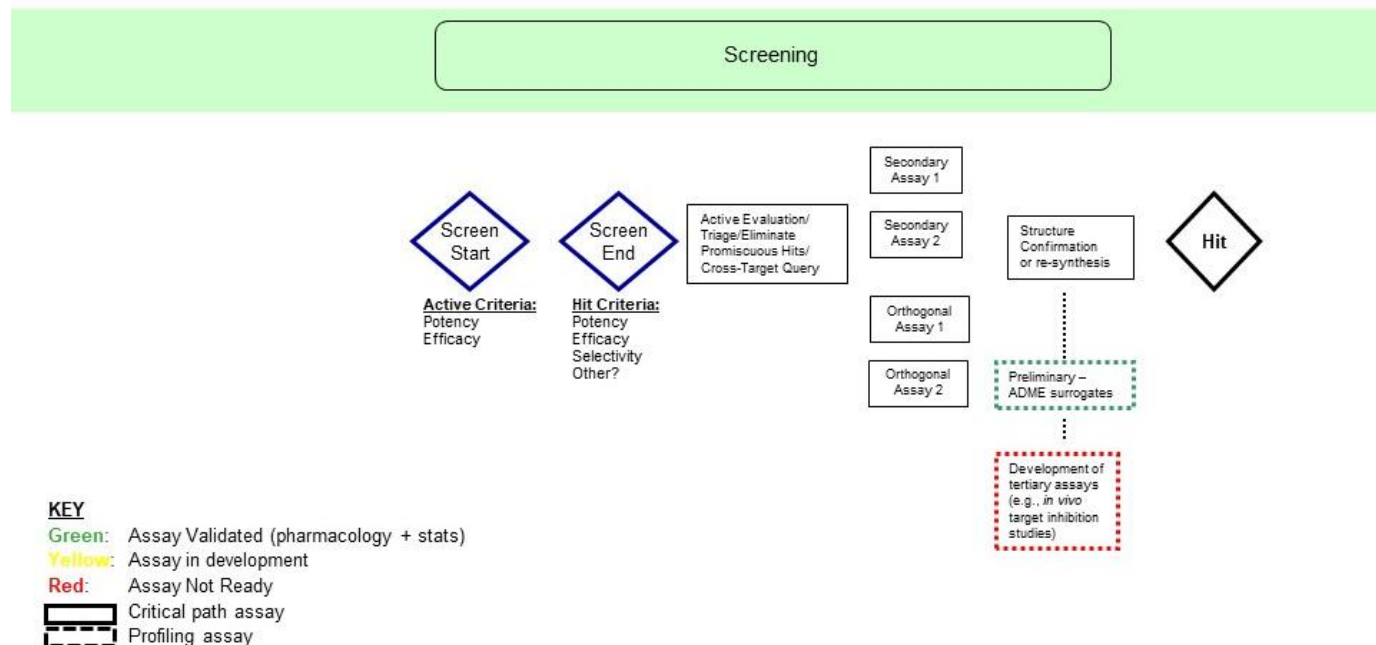 Screening
Screen
Start
Active Criteria:
Potency
Efficacy
Screen
End
Hit Criteria:
Potency
Efficacy
Selectivity
Other?
Active Evaluation/
Triage/Eliminate
Promiscuous Hits/
Cross-Target Query
Secondary
Assay 1
Secondary
Assay 2
Orthogonal
Assay 1
Orthogonal
Assay 2
Structure
Confirmation
or re-synthesis
Preliminary –
ADME surrogates
Development of
tertiary assays
(e.g., in vivo
target inhibition
studies)
Hit
KEY
Green: Assay Validated (pharmacology + stats)
Yellow: Assay in development
Red: Assay Not Ready
Critical path assay
Profiling assay